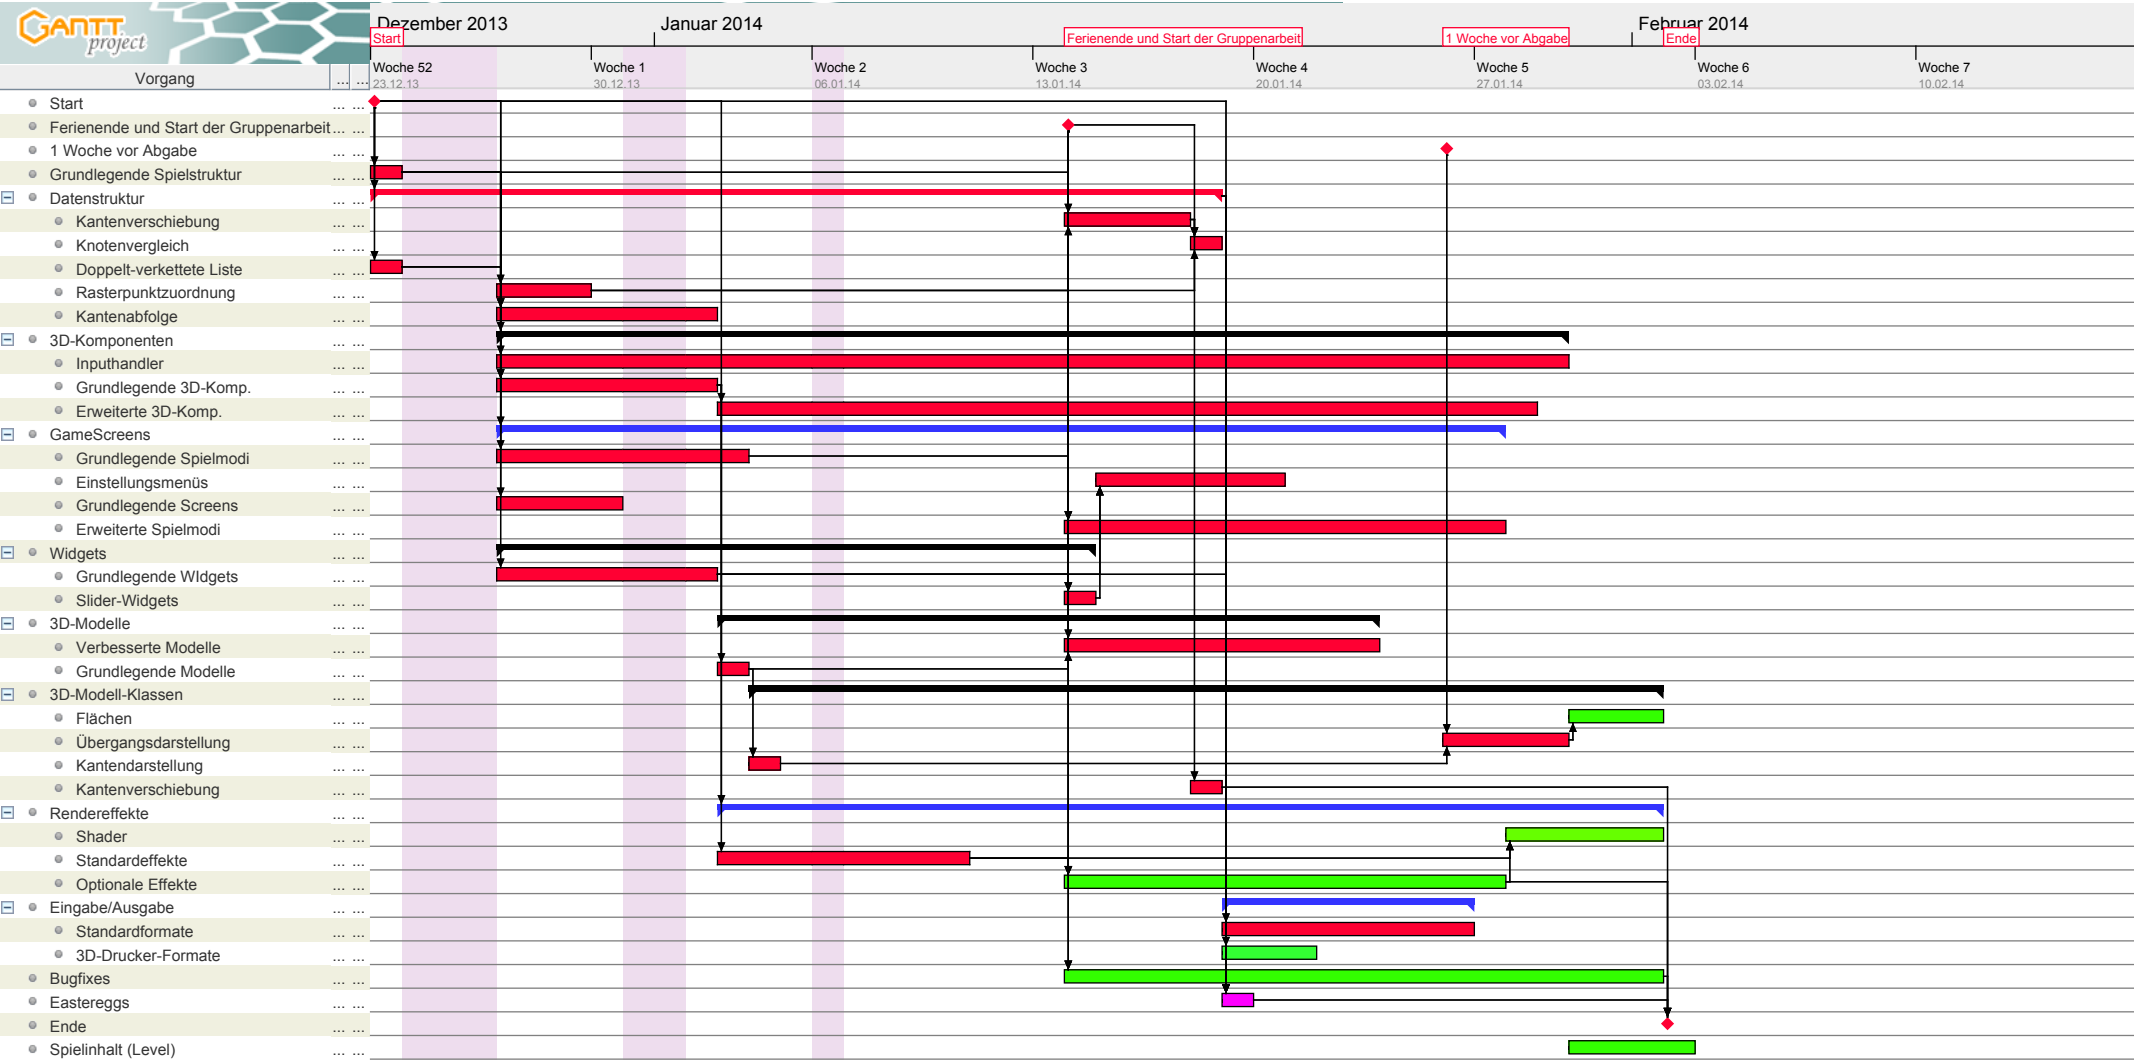 GANTT
project
Dezember 2013
Januar 2014
Februar 2014
Start
Ferienende und Start der Gruppenarbeit
1 Woche vor Abgabe
Ende
Vorgang
... ...
Woche 52
Woche 1
Woche 2
Woche 3
Woche 4
Woche 5
Woche 6
Woche 7
23.12.13
30.12.13
06.01.14
13.01.14
20.01.14
27.01.14
03.02.14
10.02.14
Start ... ...
Ferienende und Start der Gruppenarbeit ... ...
1 Woche vor Abgabe ... ...
Grundlegende Spielstruktur ... ...
Datenstruktur ... ...
Kantenverschiebung ... ...
Knotenvergleich ... ...
Doppelt-verkettete Liste ... ...
Rasterpunktzuordnung ... ...
Kantenabfolge ... ...
3D-Komponenten ... ...
Inputhandler ... ...
Grundlegende 3D-Komp. ... ...
Erweiterte 3D-Komp. ... ...
GameScreens ... ...
Grundlegende Spielmodi ... ...
Einstellungsmenüs ... ...
Grundlegende Screens ... ...
Erweiterte Spielmodi ... ...
Widgets ... ...
Grundlegende WIdgets ... ...
Slider-Widgets ... ...
3D-Modelle ... ...
Verbesserte Modelle ... ...
Grundlegende Modelle ... ...
3D-Modell-Klassen ... ...
Flächen ... ...
Übergangsdarstellung ... ...
Kantendarstellung ... ...
Kantenverschiebung ... ...
Rendereffekte ... ...
Shader ... ...
Standardeffekte ... ...
Optionale Effekte ... ...
Eingabe/Ausgabe ... ...
Standardformate ... ...
3D-Drucker-Formate ... ...
Bugfixes ... ...
Eastereggs ... ...
Ende ... ...
Spielinhalt (Level) ... ...